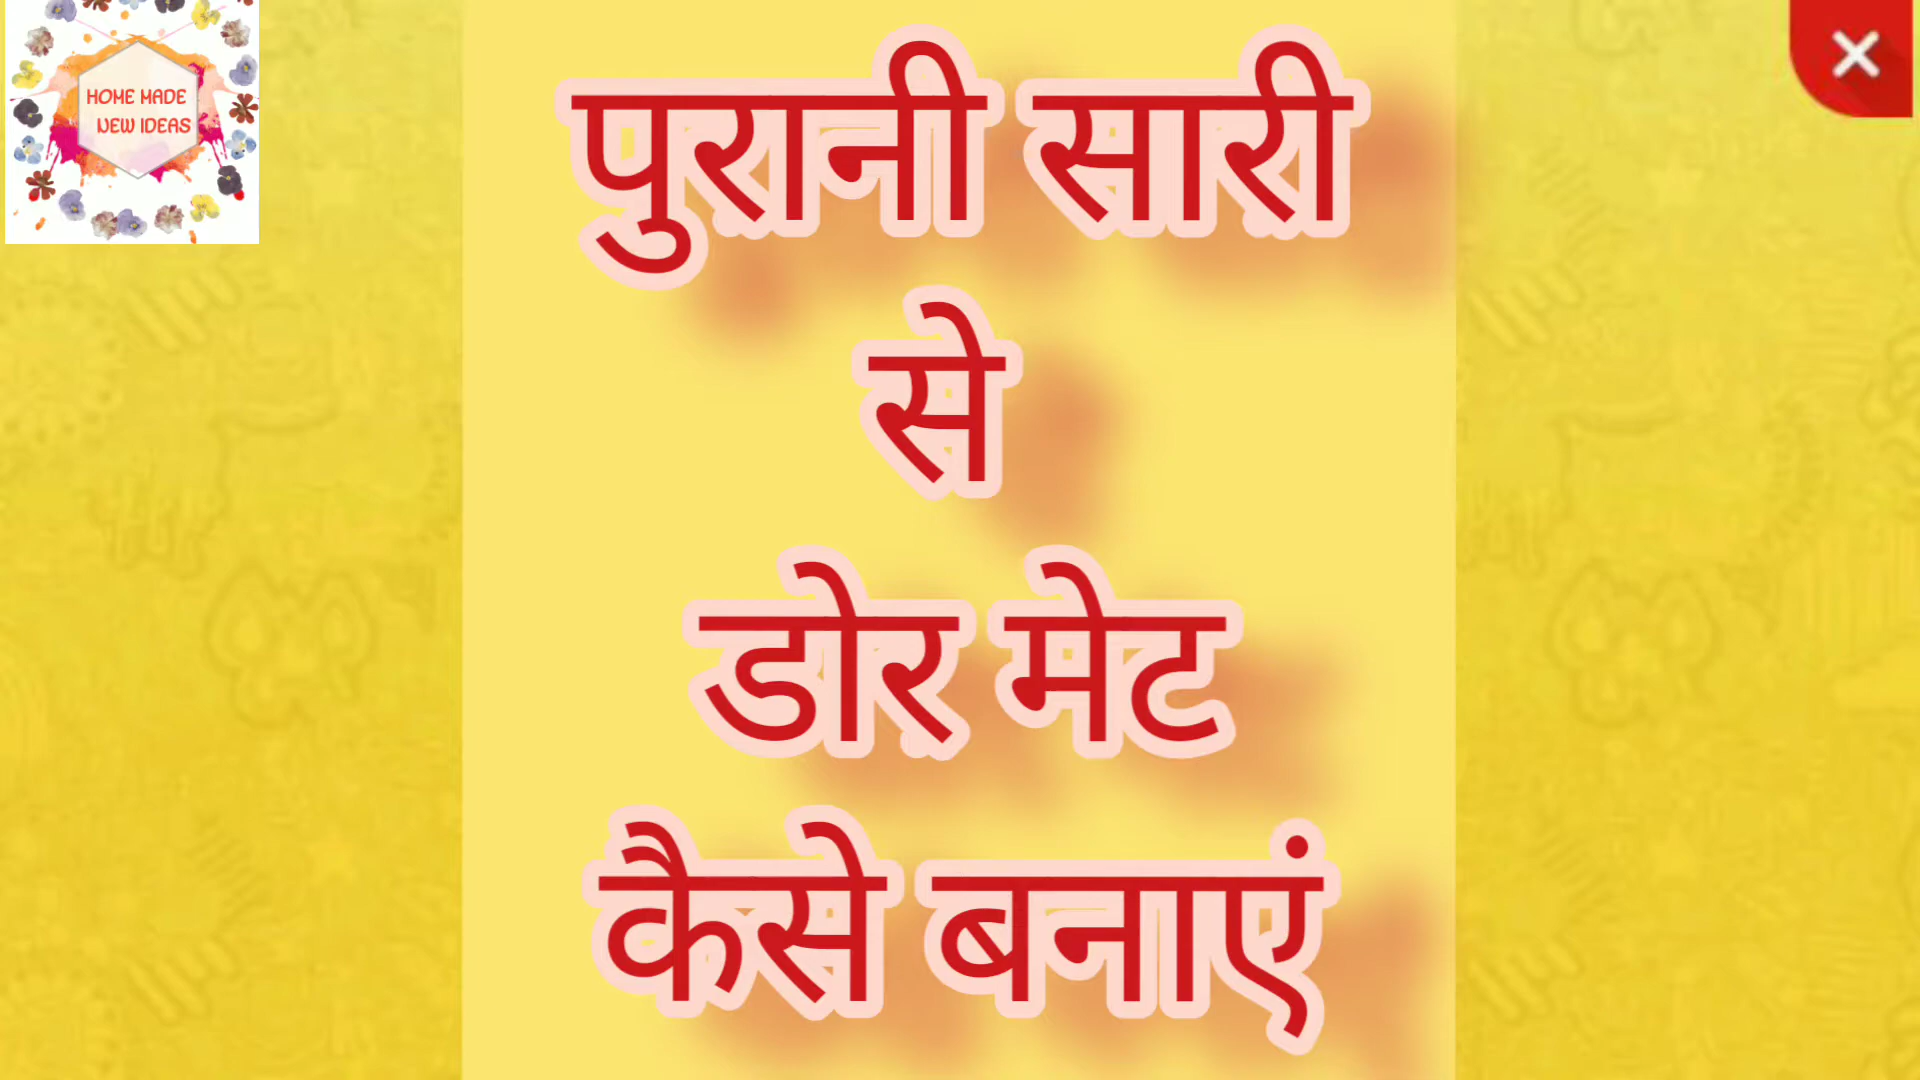 HOME MADE
NEW IDEAS
पुरानी सारी
से
डोर मेट
कैसे बनाएं